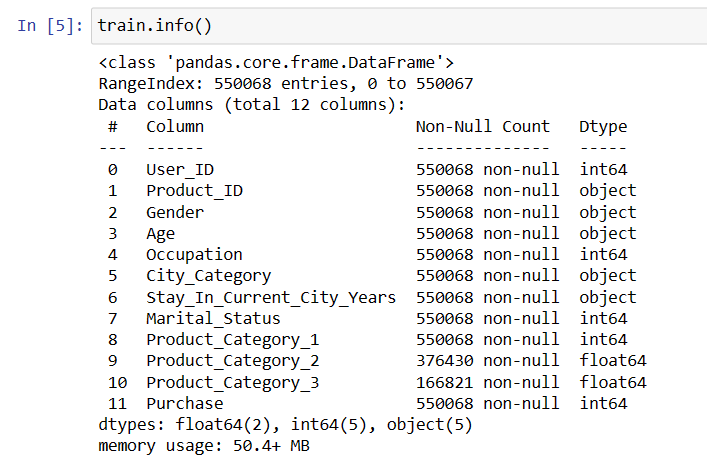 In [5]: train.info()
<class 'pandas.core.frame.DataFrame'>
RangeIndex: 550068 entries, 0 to 550067
Data columns (total 12 columns):
 #   Column                      Non-Null Count   Dtype
---  ------                      --------------   -----
 0   User_ID                     550068 non-null  int64
 1   Product_ID                  550068 non-null  object
 2   Gender                      550068 non-null  object
 3   Age                         550068 non-null  object
 4   Occupation                  550068 non-null  int64
 5   City_Category               550068 non-null  object
 6   Stay_In_Current_City_Years  550068 non-null  object
 7   Marital_Status              550068 non-null  int64
 8   Product_Category_1          550068 non-null  int64
 9   Product_Category_2          376430 non-null  float64
 10  Product_Category_3          166821 non-null  float64
 11  Purchase                    550068 non-null  int64
dtypes: float64(2), int64(5), object(5)
memory usage: 50.4+ MB